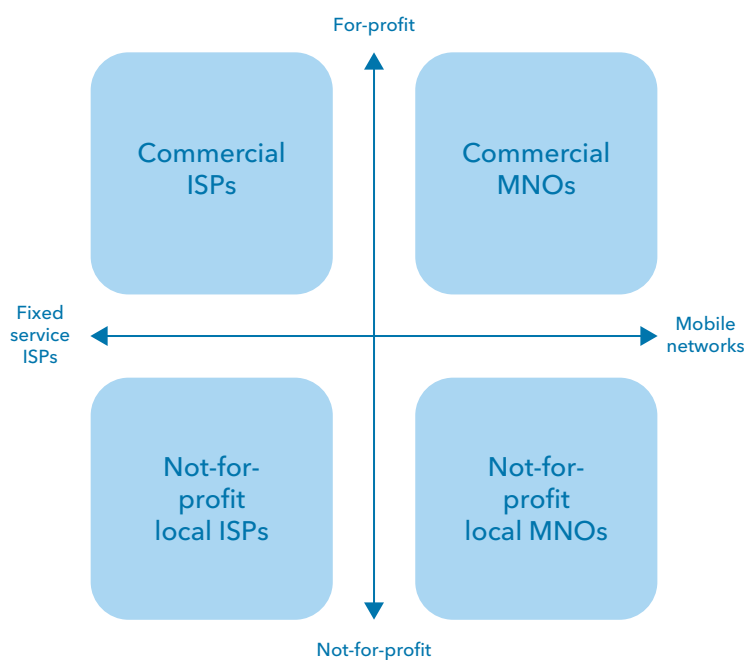 For-profit
Commercial
ISPs
Commercial
MNOs
Fixed
service
ISPs
Mobile
networks
Not-for-
profit
local ISPs
Not-for-
profit
local MNOs
Not-for-profit